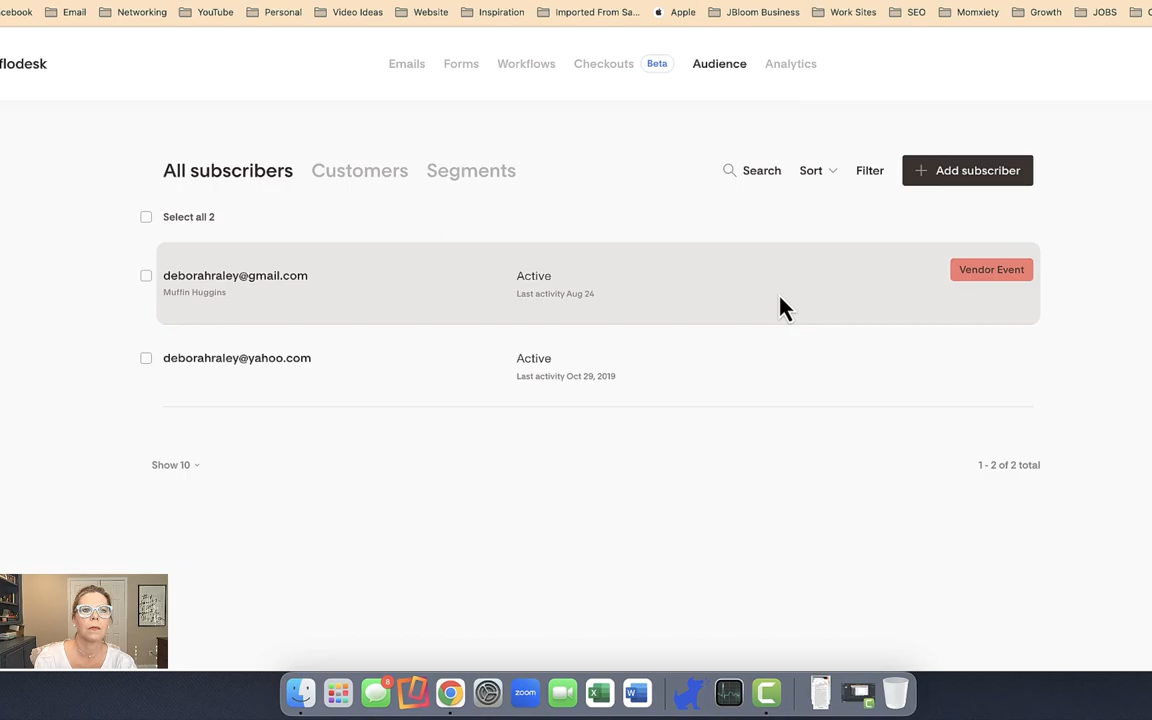 cebook Email Networking YouTube Personal Video Ideas Website Inspiration Imported From Sa... Apple JBloom Business Work Sites SEO Momxiety Growth JOBS
flodesk Emails Forms Workflows Checkouts Beta Audience Analytics
All subscribers Customers Segments Search Sort Filter + Add subscriber
Select all 2
deborahraley@gmail.com Active Vendor Event
Muffin Huggins Last activity Aug 24
deborahraley@yahoo.com Active
Last activity Oct 29, 2019
Show 10 1 - 2 of 2 total
8
zoom